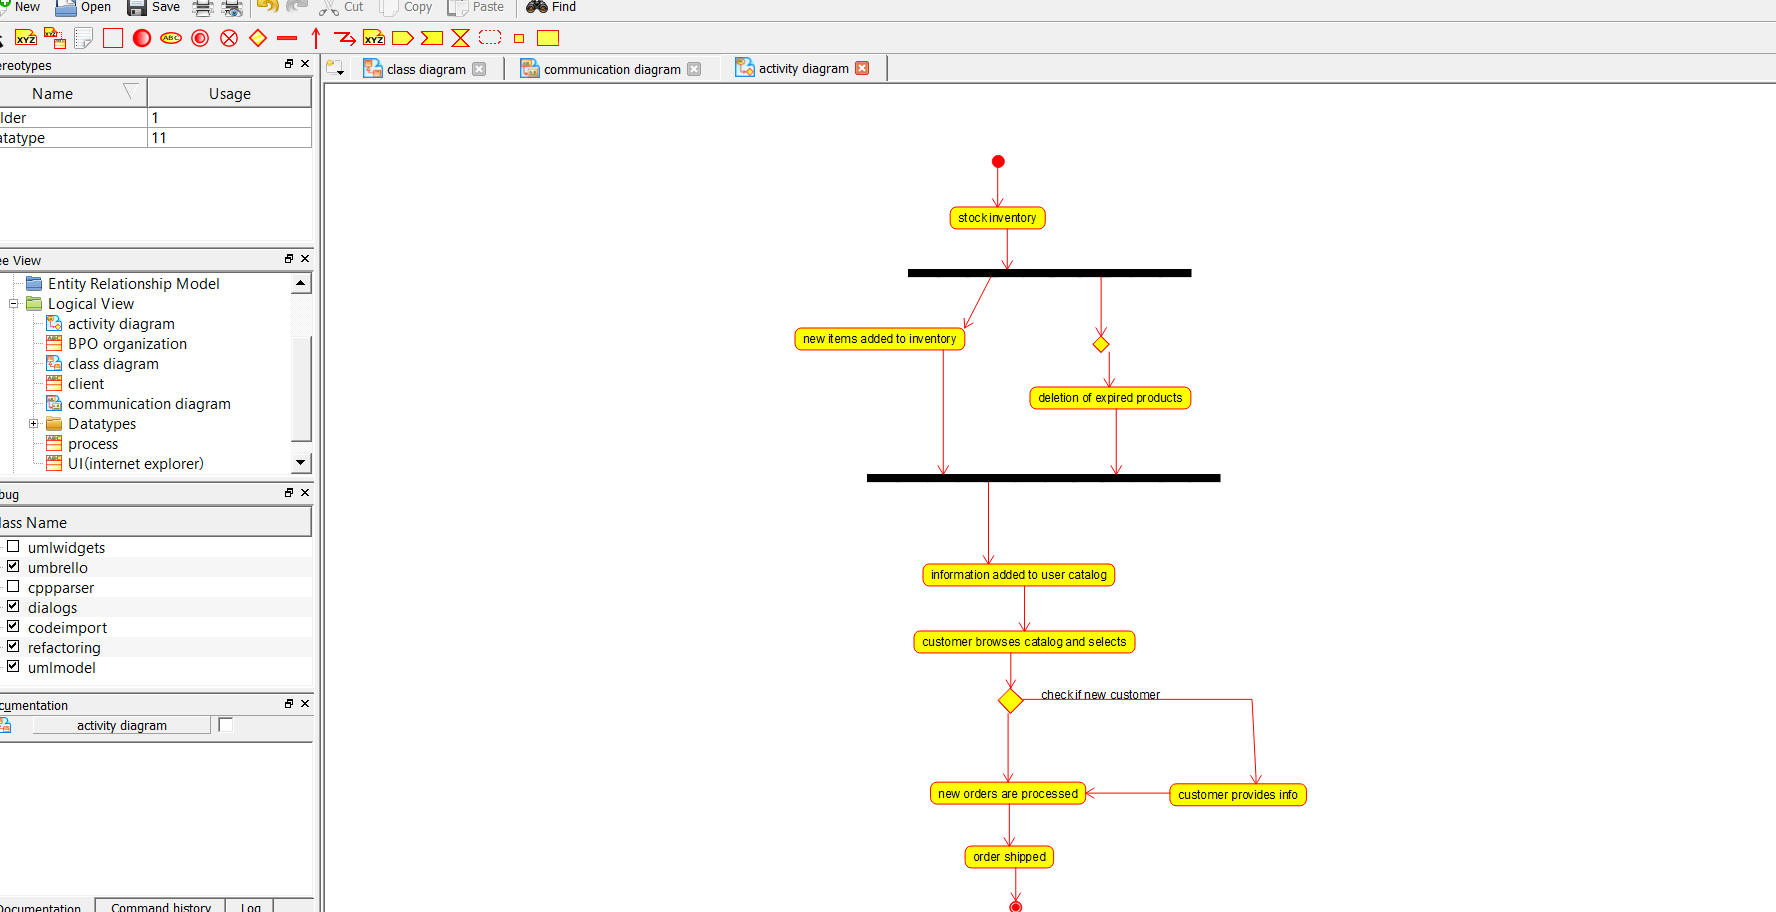 New Open Save Cut Copy Paste Find
XYZ XYZ ABC XYZ
ereotypes
Name Usage
lder 1
atatype 11
ee View
Entity Relationship Model
Logical View
activity diagram
BPO organization
class diagram
client
communication diagram
Datatypes
process
UI(internet explorer)
bug
lass Name
umlwidgets
umbrello
cppparser
dialogs
codeimport
refactoring
umlmodel
cumentation
activity diagram
Documentation Command history Log
class diagram communication diagram activity diagram
stock inventory
new items added to inventory
deletion of expired products
information added to user catalog
customer browses catalog and selects
check if new customer
new orders are processed
customer provides info
order shipped